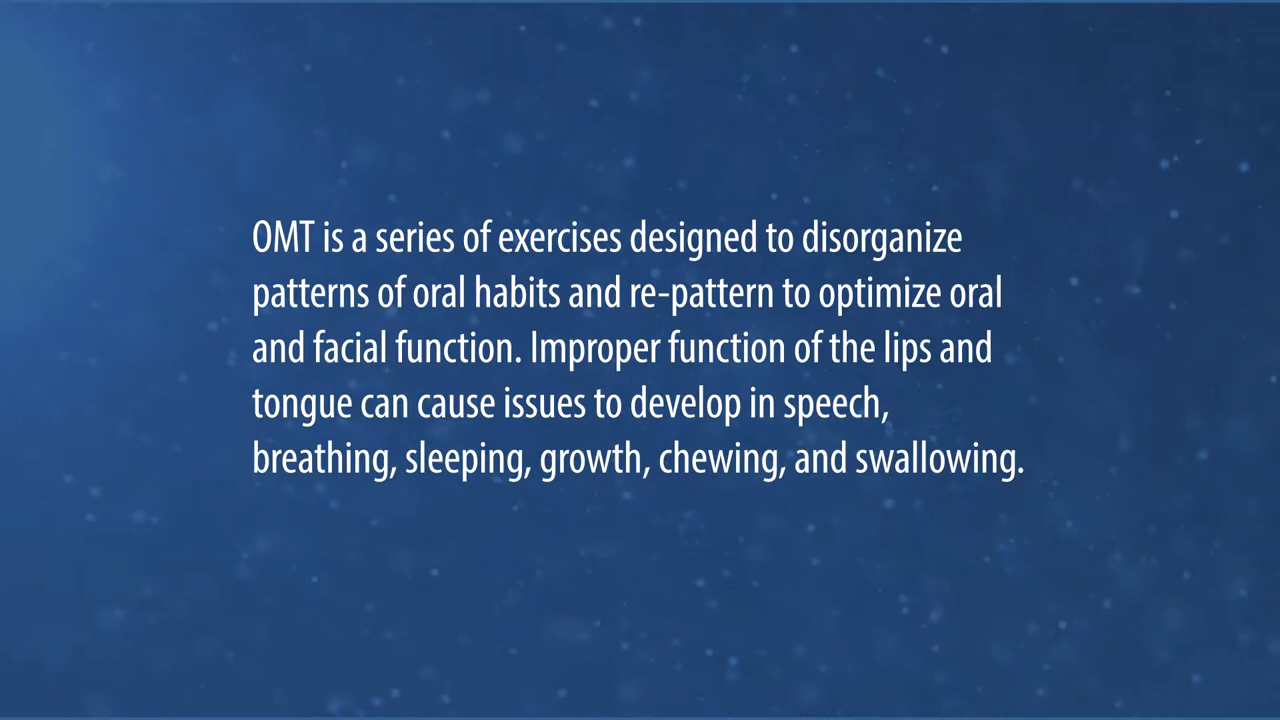 OMT is a series of exercises designed to disorganize
patterns of oral habits and re-pattern to optimize oral
and facial function. Improper function of the lips and
tongue can cause issues to develop in speech,
breathing, sleeping, growth, chewing, and swallowing.